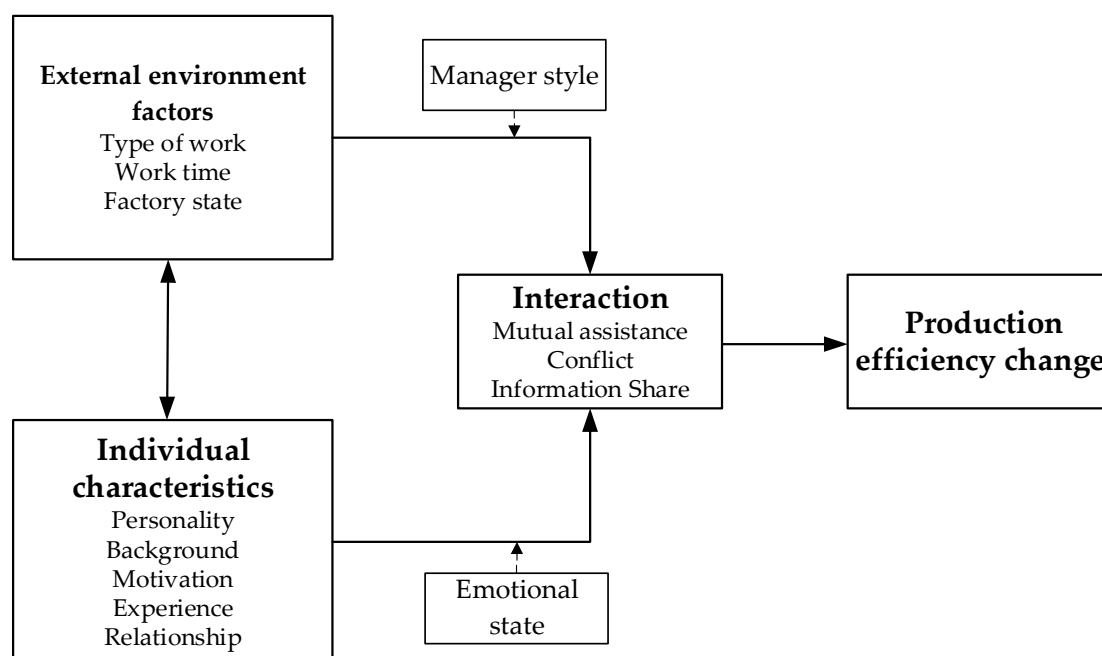 External environment
factors
Type of work
Work time
Factory state
Manager style
Interaction
Mutual assistance
Conflict
Information Share
Production
efficiency change
Individual
characteristics
Personality
Background
Motivation
Experience
Relationship
Emotional
state